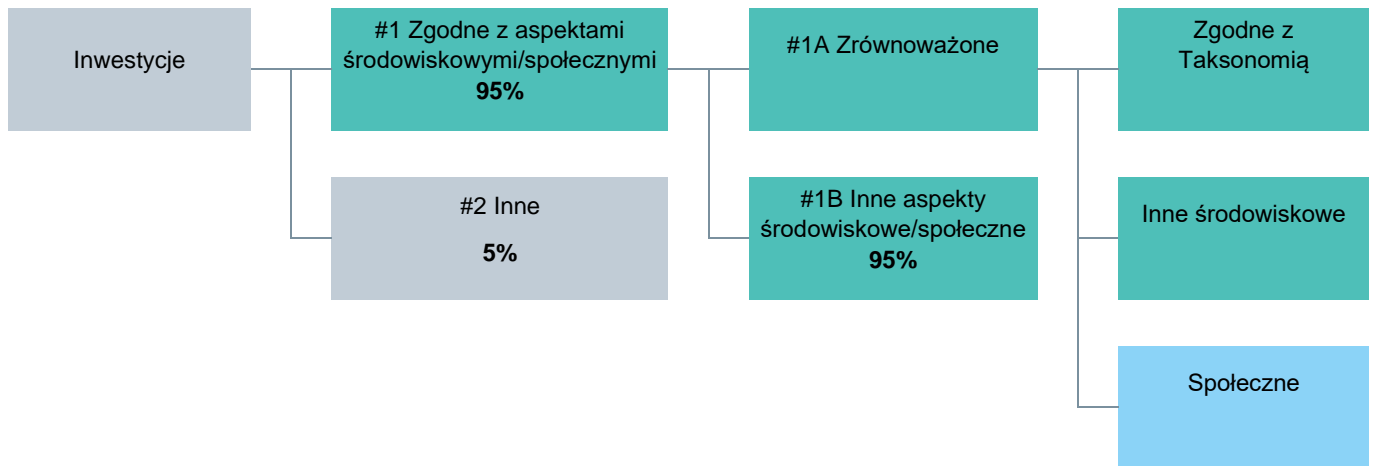 Inwestycje
#1 Zgodne z aspektami
środowiskowymi/społecznymi
95%
#1A Zrównoważone
Zgodne z
Taksonomią
#2 Inne
5%
#1B Inne aspekty
środowiskowe/społeczne
95%
Inne środowiskowe
Społeczne